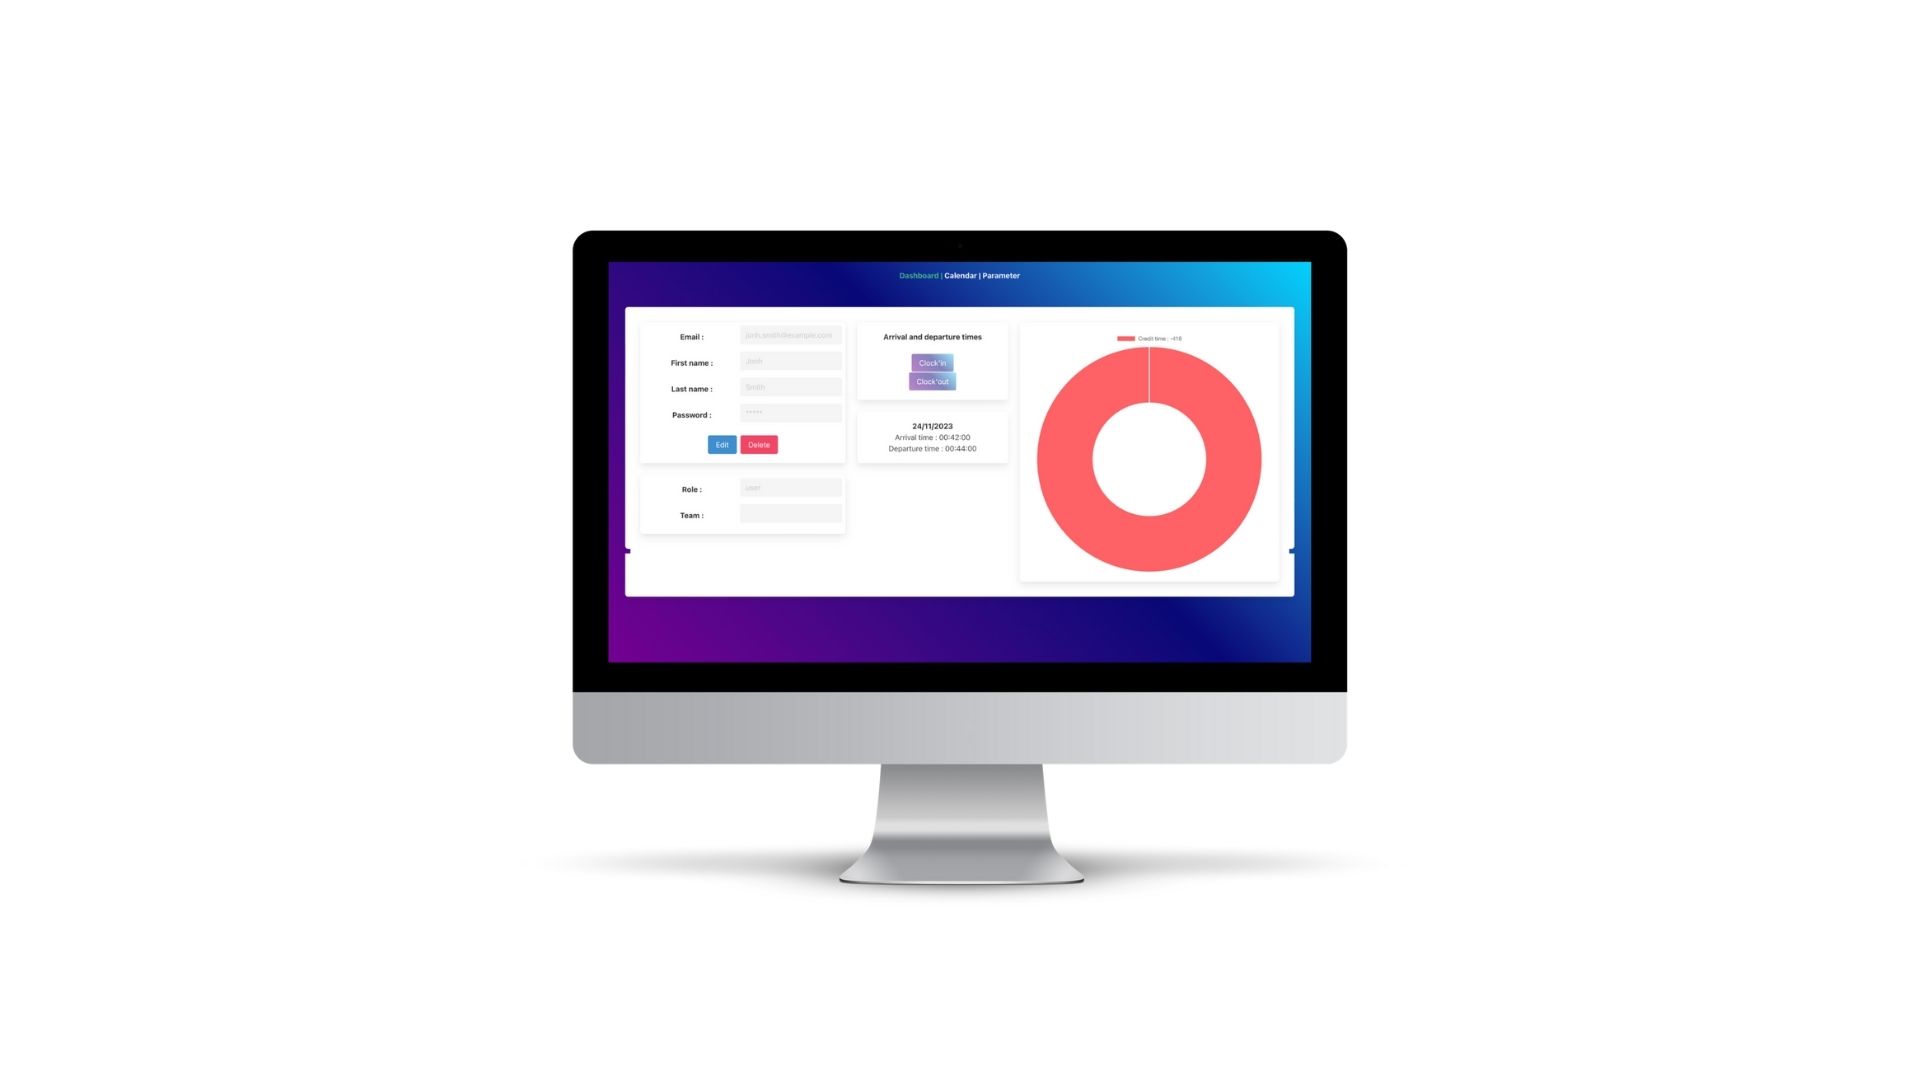 Dashboard | Calendar | Parameter
Email :
jonh.smith@example.com
First name :
Jonh
Last name :
Smith
Password :
*****
Edit
Delete
Role :
user
Team :
Arrival and departure times
Clock'in
Clock'out
24/11/2023
Arrival time : 00:42:00
Departure time : 00:44:00
Credit time : -418